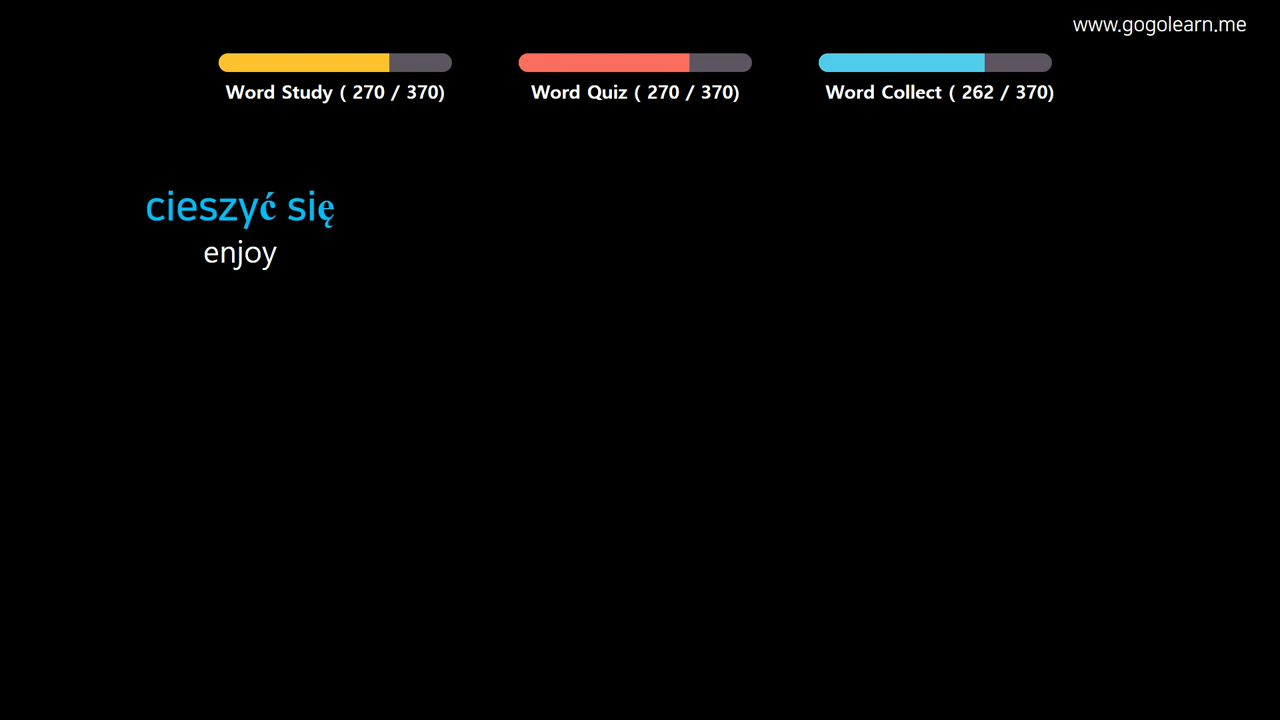 www.gogolearn.me
Word Study ( 270 / 370)
Word Quiz ( 270 / 370)
Word Collect ( 262 / 370)
cieszyć się
enjoy